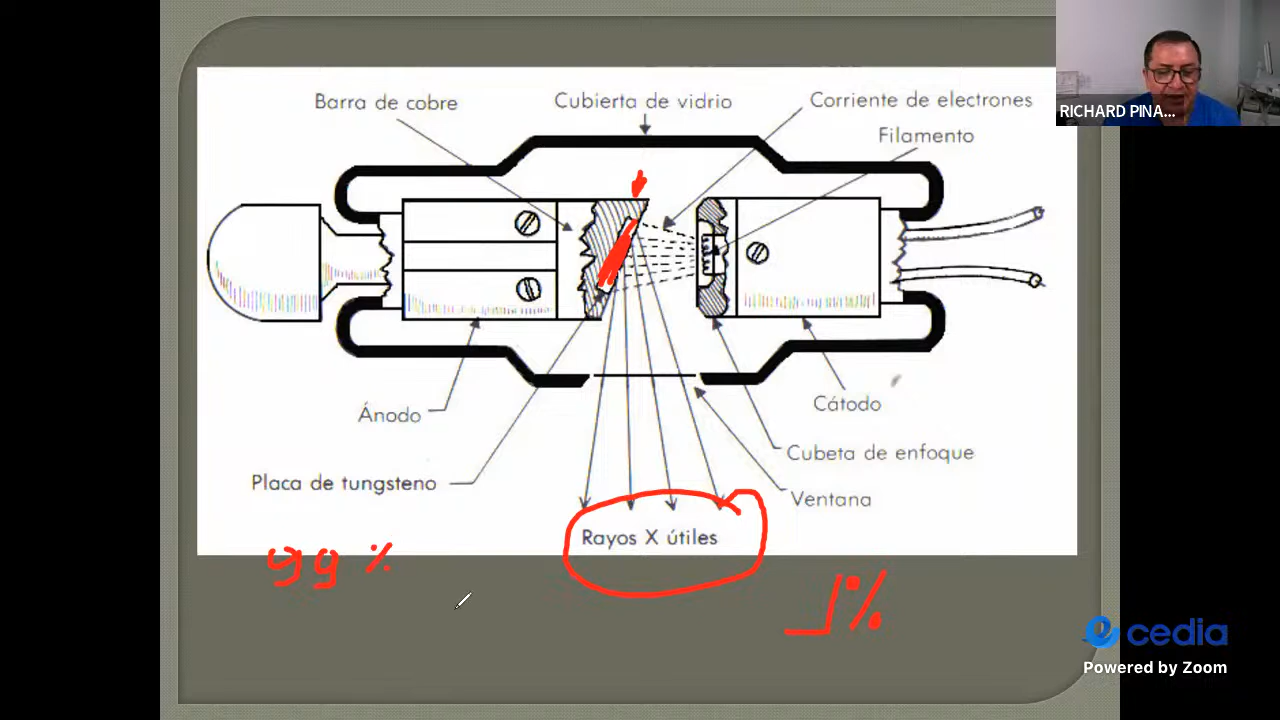 RICHARD PINA...
Barra de cobre
Cubierta de vidrio
Corriente de electrones
Filamento
Ánodo
Cátodo
Cubeta de enfoque
Placa de tungsteno
Ventana
Rayos X útiles
99 %
1%
cedia
Powered by Zoom